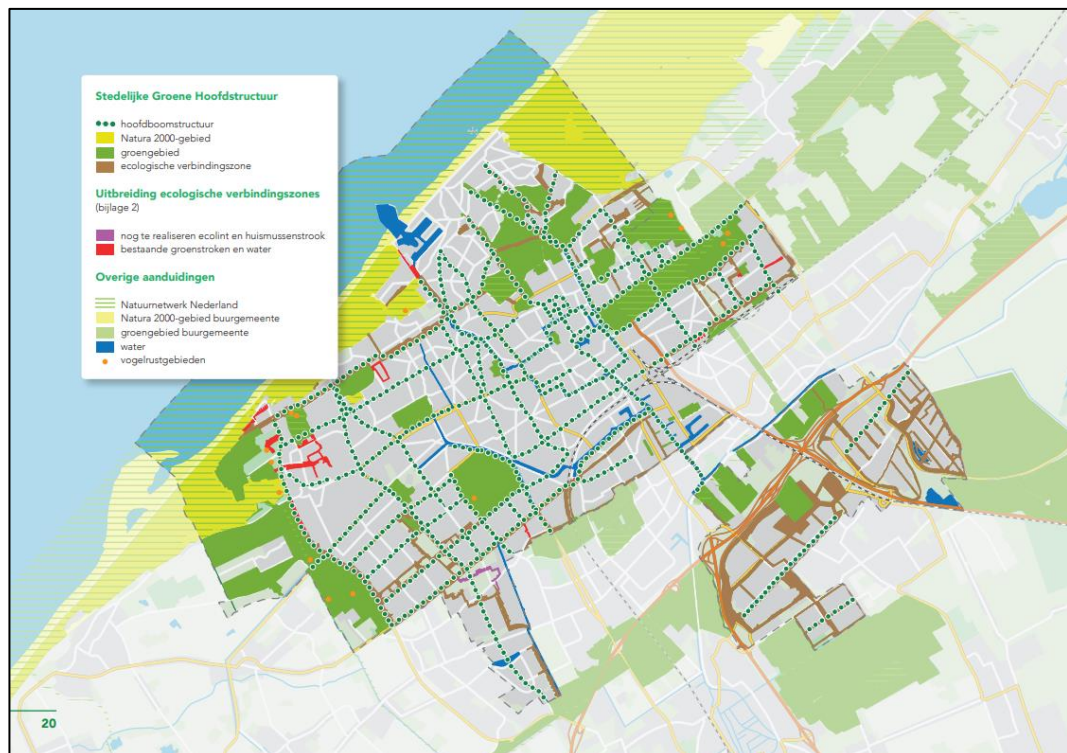 Stedelijke Groene Hoofdstructuur
hoofdboomstructuur
Natura 2000-gebied
groengebied
ecologische verbindingszone
Uitbreiding ecologische verbindingszones
(bijlage 2)
nog te realiseren ecolint en huismussenstrook
bestaande groenstroken en water
Overige aanduidingen
Natuurnetwerk Nederland
Natura 2000-gebied buurgemeente
groengebied buurgemeente
water
vogelrustgebieden
20